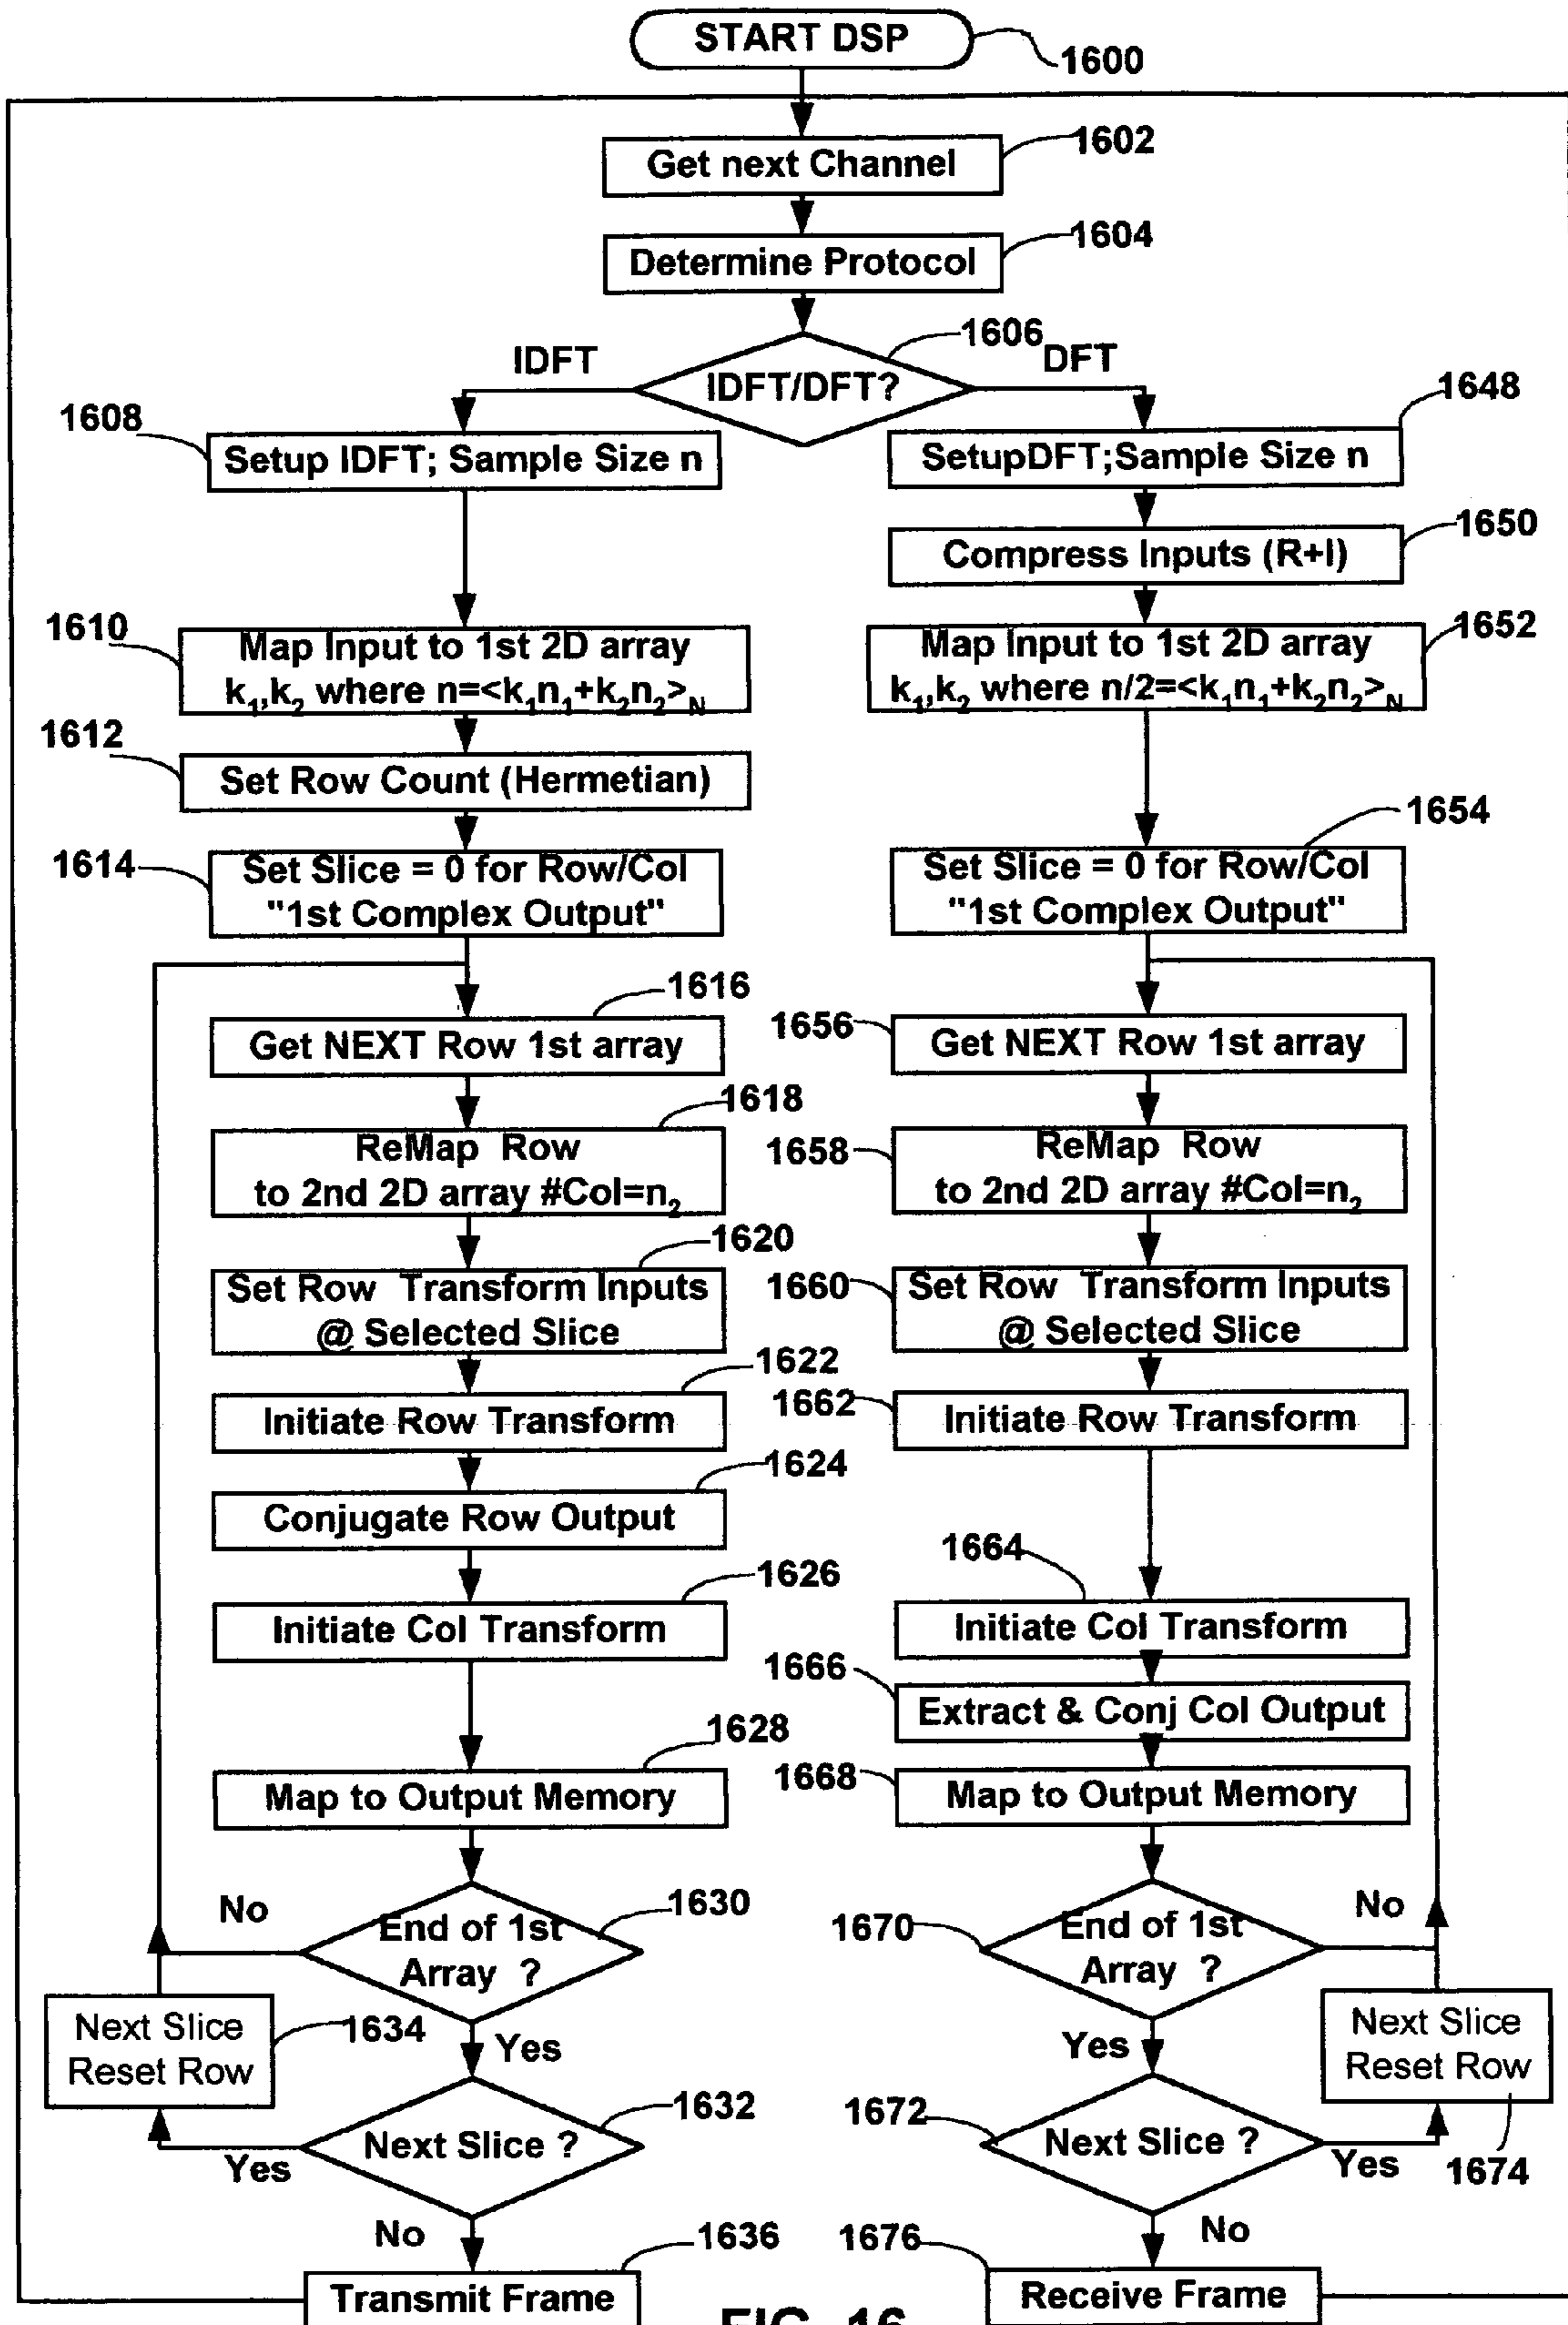 START DSP
1600
Get next Channel
1602
Determine Protocol
1604
IDFT/DFT?
1606
IDFT
DFT
1608
Setup IDFT; Sample Size n
1610
Map Input to 1st 2D array
k₁,k₂ where n=<k₁n₁+k₂n₂>N
1612
Set Row Count (Hermetian)
1614
Set Slice = 0 for Row/Col
"1st Complex Output"
1616
Get NEXT Row 1st array
1618
ReMap Row
to 2nd 2D array #Col=n₂
1620
Set Row Transform Inputs
@ Selected Slice
1622
Initiate Row Transform
1624
Conjugate Row Output
1626
Initiate Col Transform
1628
Map to Output Memory
1630
End of 1st
Array ?
No
Yes
1634
Next Slice
Reset Row
1632
Next Slice ?
Yes
No
1636
Transmit Frame
1648
SetupDFT;Sample Size n
1650
Compress Inputs (R+I)
1652
Map Input to 1st 2D array
k₁,k₂ where n/2=<k₁n₁+k₂n₂>N
1654
Set Slice = 0 for Row/Col
"1st Complex Output"
1656
Get NEXT Row 1st array
1658
ReMap Row
to 2nd 2D array #Col=n₂
1660
Set Row Transform Inputs
@ Selected Slice
1662
Initiate Row Transform
1664
Initiate Col Transform
1666
Extract & Conj Col Output
1668
Map to Output Memory
1670
End of 1st
Array ?
No
Yes
Next Slice
Reset Row
1674
1672
Next Slice ?
Yes
No
1676
Receive Frame
FIG. 16